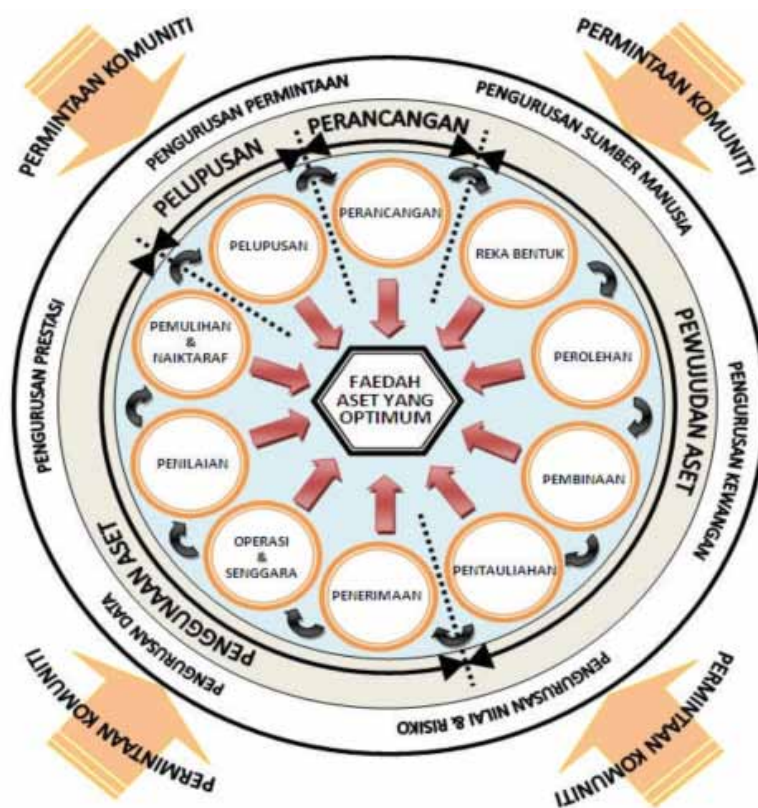 PERMINTAAN KOMUNITI
PERMINTAAN KOMUNITI
PENGURUSAN PERMINTAAN
PENGURUSAN SUMBER MANUSIA
PERANCANGAN
PELUPUSAN
PERANCANGAN
PELUPUSAN
REKA BENTUK
PEMULIHAN
&
NAIKTARAF
PEROLEHAN
PENGURUSAN PRESTASI
FAEDAH
ASET YANG
OPTIMUM
PEWUJUDAN ASET
PENGURUSAN KEWANGAN
PENILAIAN
PEMBINAAN
OPERASI
&
SENGGARA
PENERIMAAN
PENTAULIAHAN
PENGGUNAAN ASET
PENGURUSAN DATA
PENGURUSAN NILAI & RISIKO
PERMINTAAN KOMUNITI
PERMINTAAN KOMUNITI